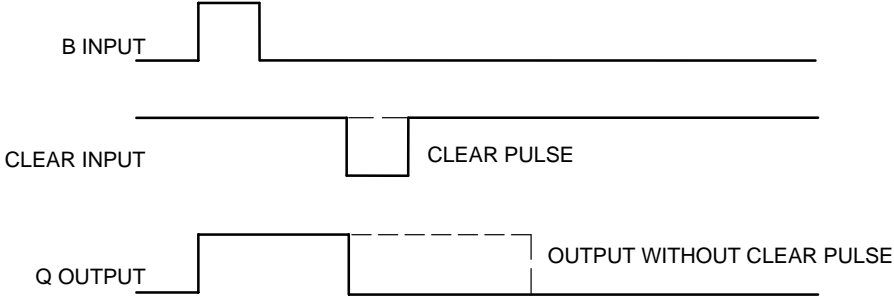 B INPUT
CLEAR INPUT
CLEAR PULSE
Q OUTPUT
OUTPUT WITHOUT CLEAR PULSE